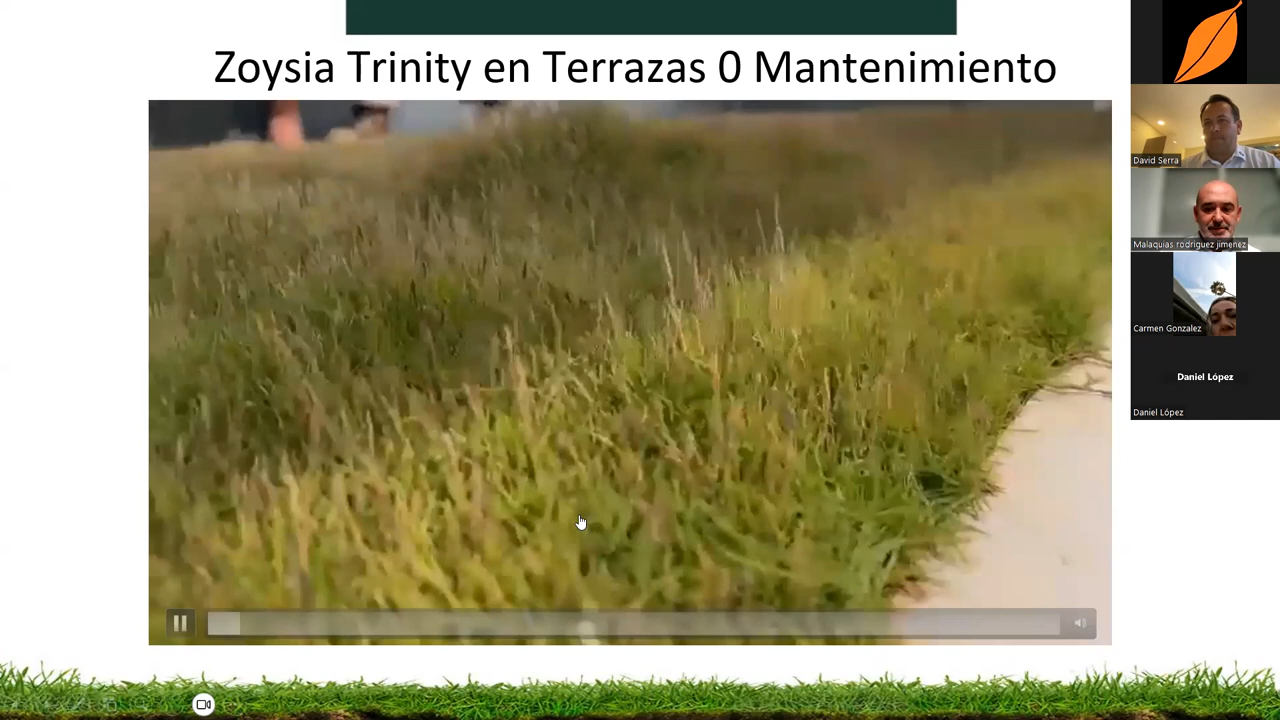 Zoysia Trinity en Terrazas 0 Mantenimiento
David Serra
Malaquias rodriguez jimenez
Carmen Gonzalez
Daniel López
Daniel López